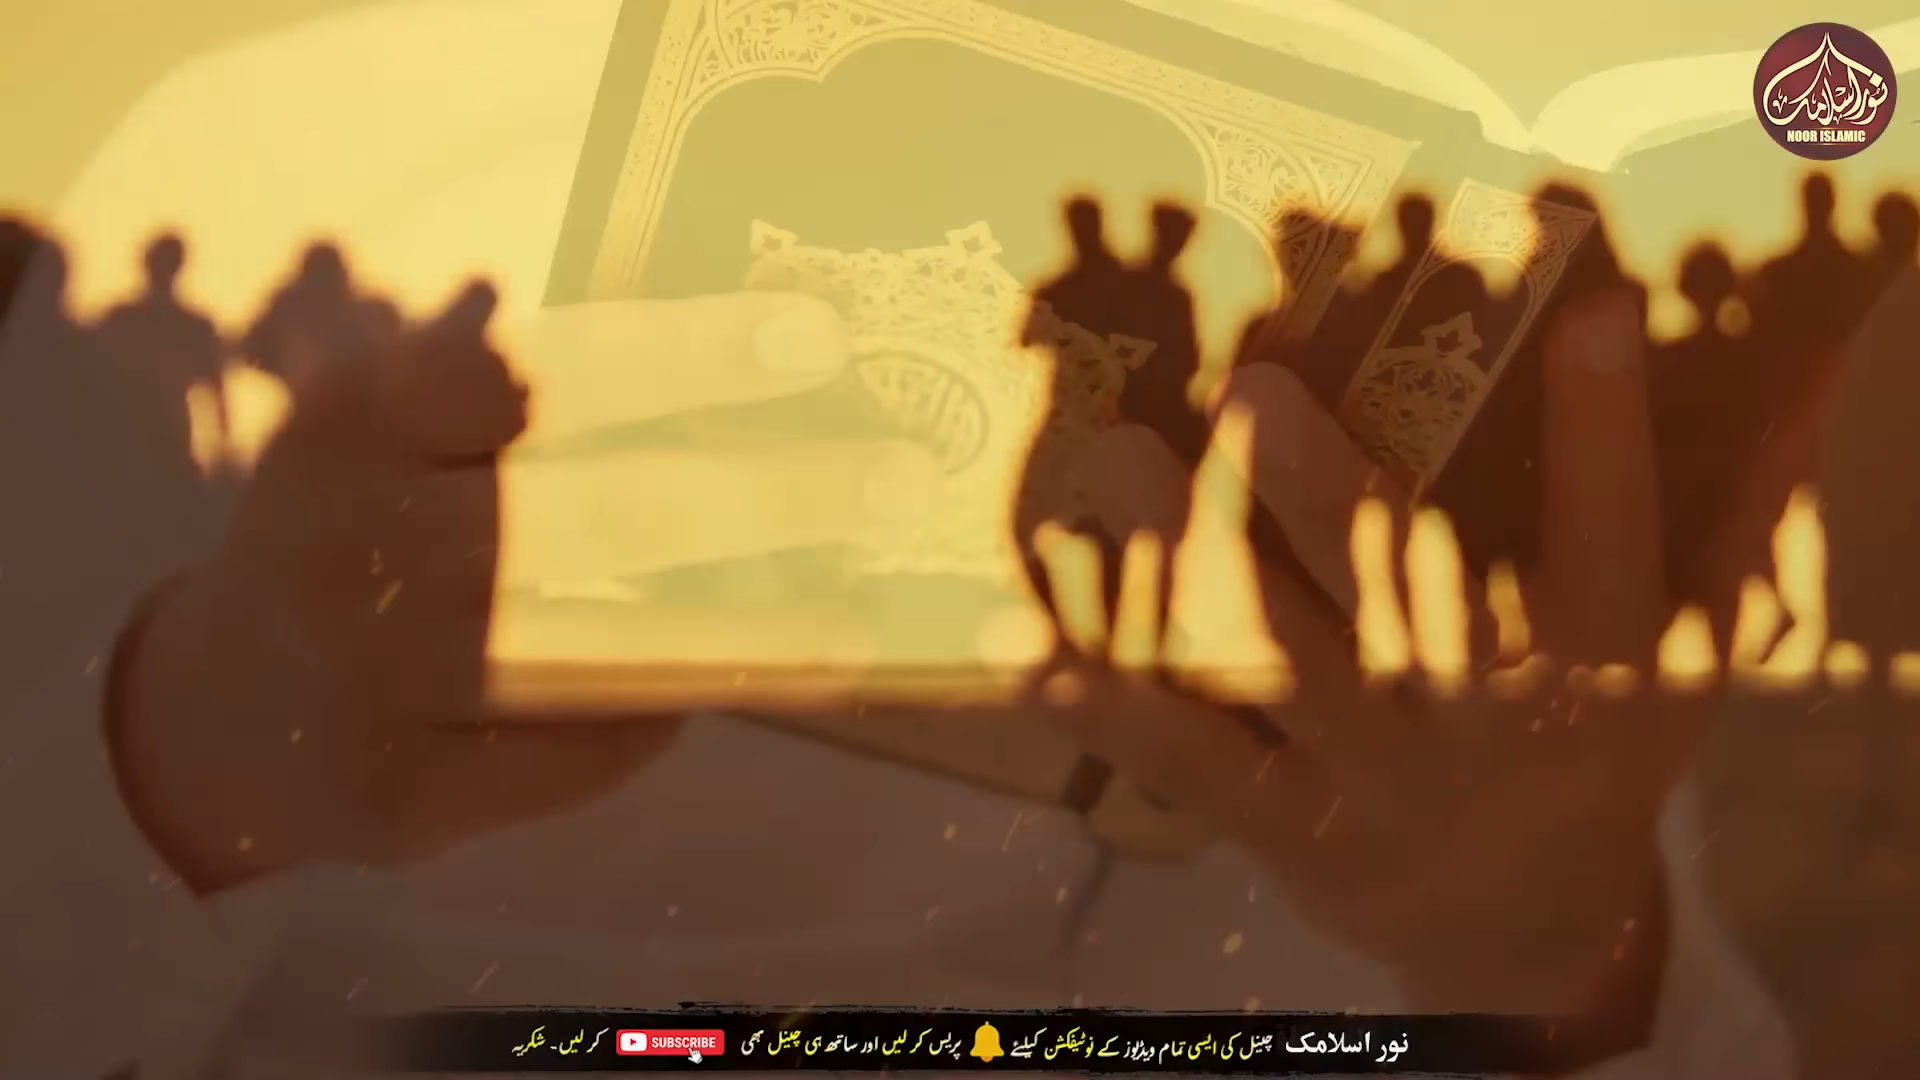 نور اسلامک
NOOR ISLAMIC
نور اسلامک چینل کی ایسی تمام ویڈیوز کے نوٹیفکشن کیلئے پریس کر لیں اور ساتھ ہی چینل بھی SUBSCRIBE کر لیں۔ شکریہ